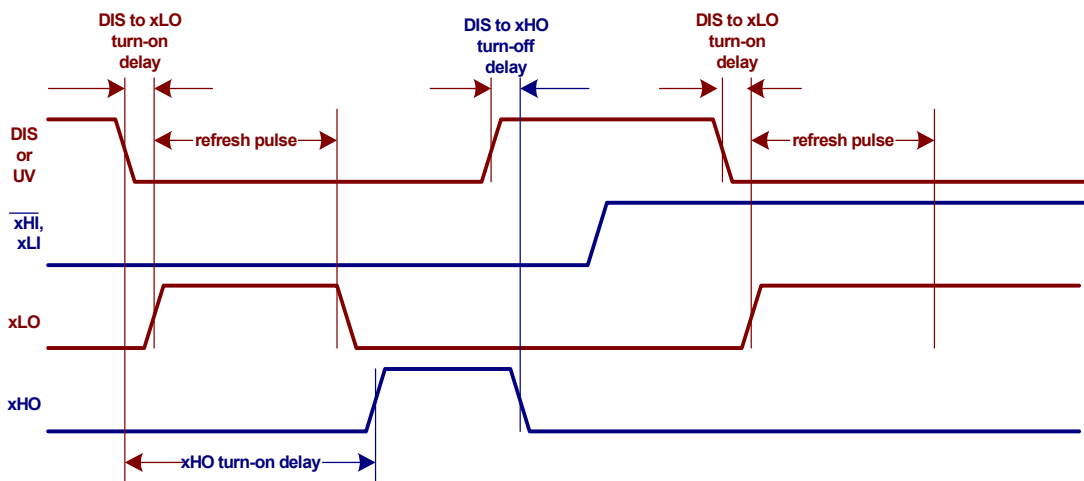 DIS to xLO
turn-on
delay
DIS to xHO
turn-off
delay
DIS to xLO
turn-on
delay
DIS
or
UV
refresh pulse
refresh pulse
xHI,
xLI
xLO
xHO
xHO turn-on delay